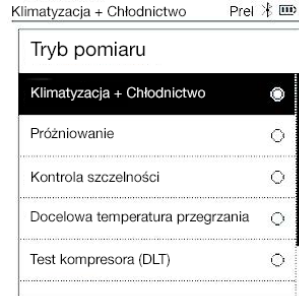 Klimatyzacja + Chłodnictwo Prel
Tryb pomiaru
Klimatyzacja + Chłodnictwo
Próżniowanie
Kontrola szczelności
Docelowa temperatura przegrzania
Test kompresora (DLT)